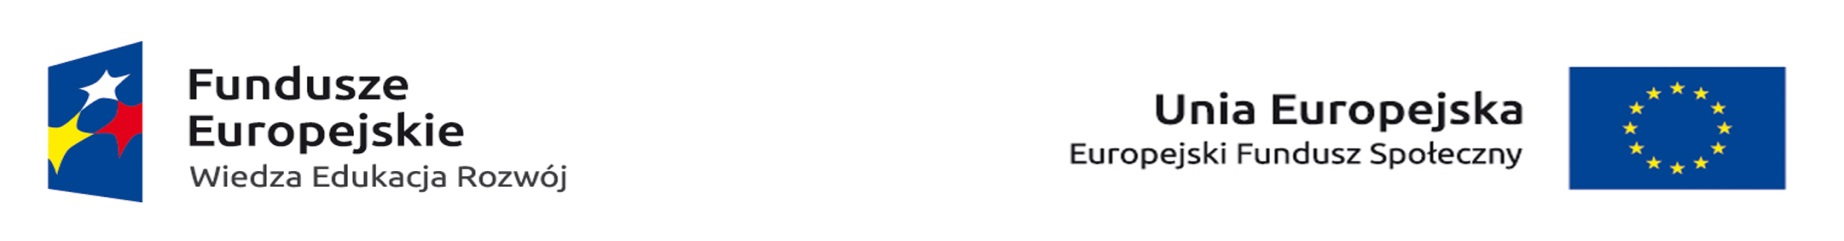 Fundusze
Europejskie
Wiedza Edukacja Rozwój
Unia Europejska
Europejski Fundusz Społeczny